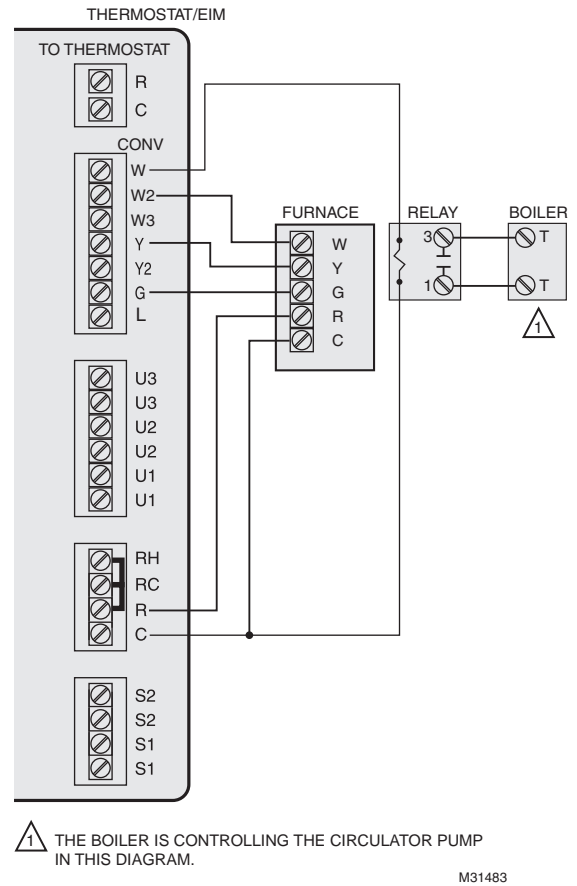 THERMOSTAT/EIM
TO THERMOSTAT
R
C
CONV
W
W2
W3
Y
Y2
G
L
FURNACE
W
Y
G
R
C
RELAY
3
1
BOILER
T
T
1
U3
U3
U2
U2
U1
U1
RH
RC
R
C
S2
S2
S1
S1
1 THE BOILER IS CONTROLLING THE CIRCULATOR PUMP
IN THIS DIAGRAM.
M31483